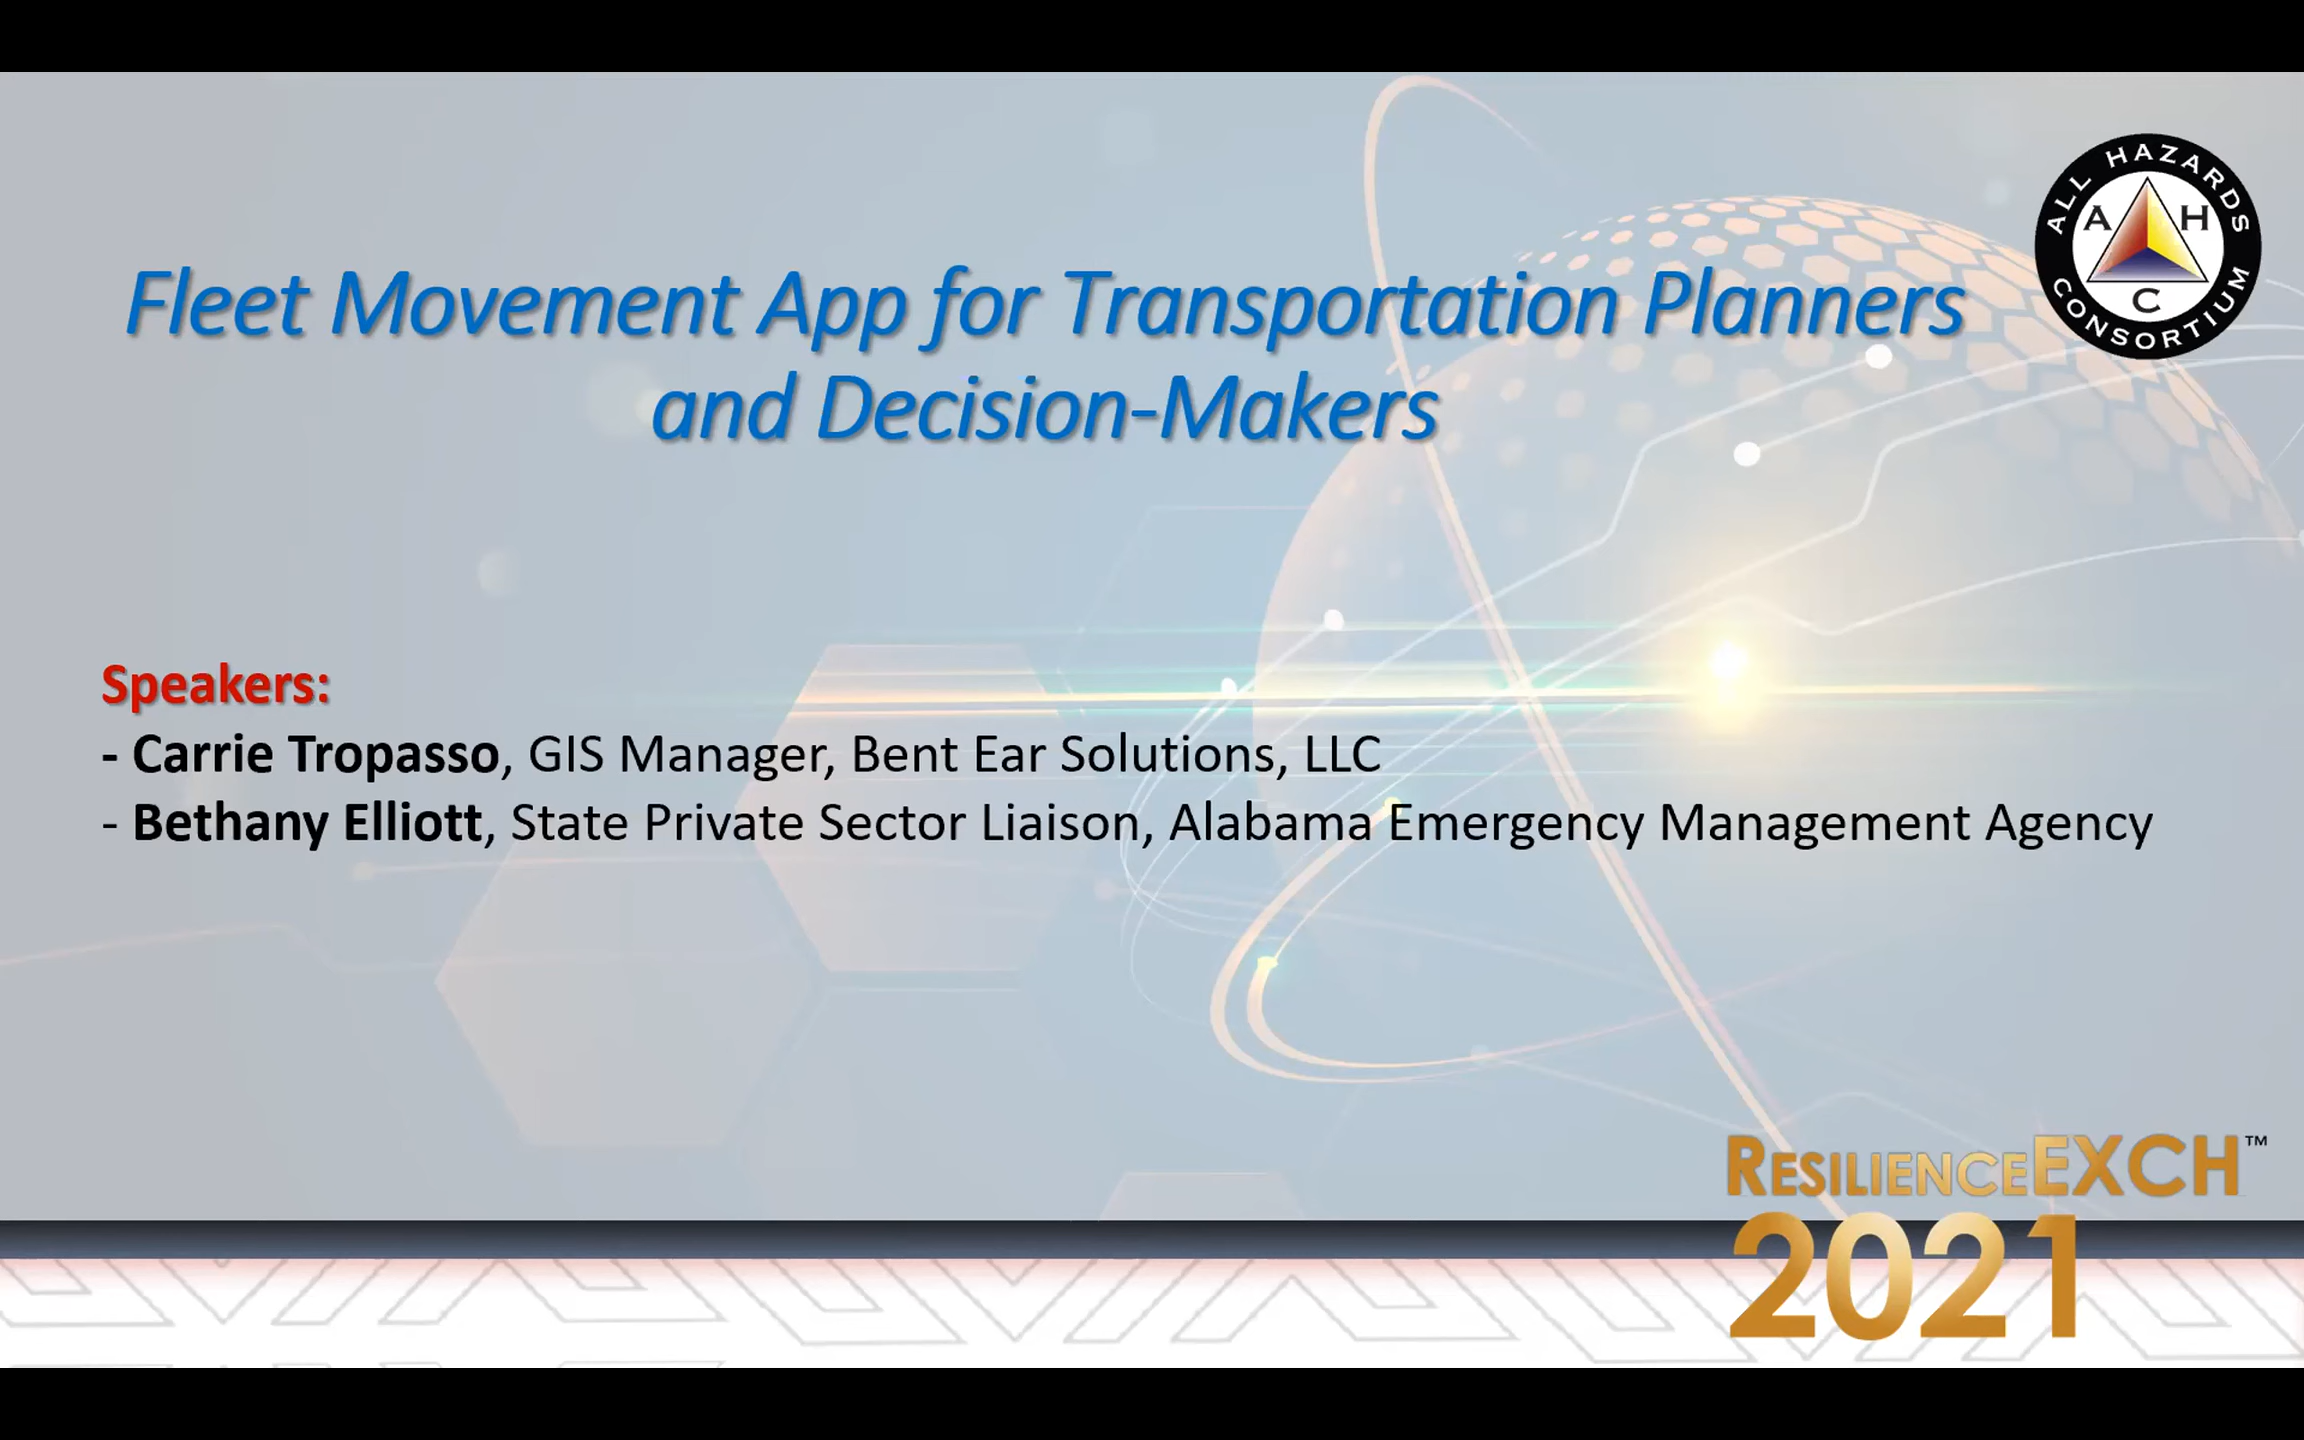 ALL HAZARDS
A H
C
CONSORTIUM
Fleet Movement App for Transportation Planners
and Decision-Makers
Speakers:
- Carrie Tropasso, GIS Manager, Bent Ear Solutions, LLC
- Bethany Elliott, State Private Sector Liaison, Alabama Emergency Management Agency
RESILIENCEEXCH™
2021